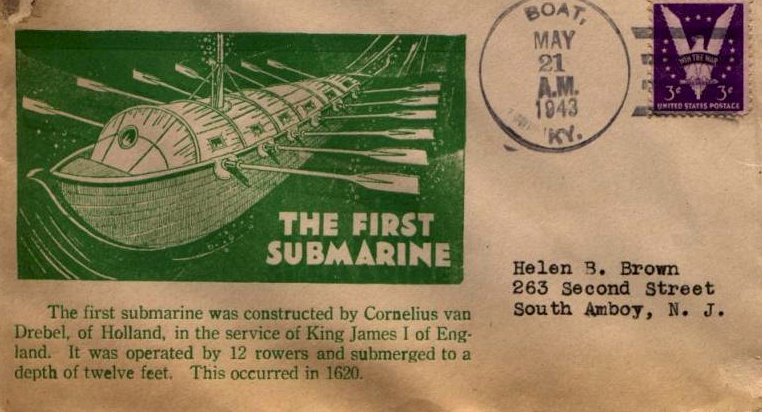 BOAT,
MAY
21
A.M.
1943
KY.
WIN THE WAR
3c 3c
UNITED STATES POSTAGE
THE FIRST
SUBMARINE
The first submarine was constructed by Cornelius van
Drebel, of Holland, in the service of King James I of Eng-
land. It was operated by 12 rowers and submerged to a
depth of twelve feet. This occurred in 1620.
Helen B. Brown
263 Second Street
South Amboy, N. J.